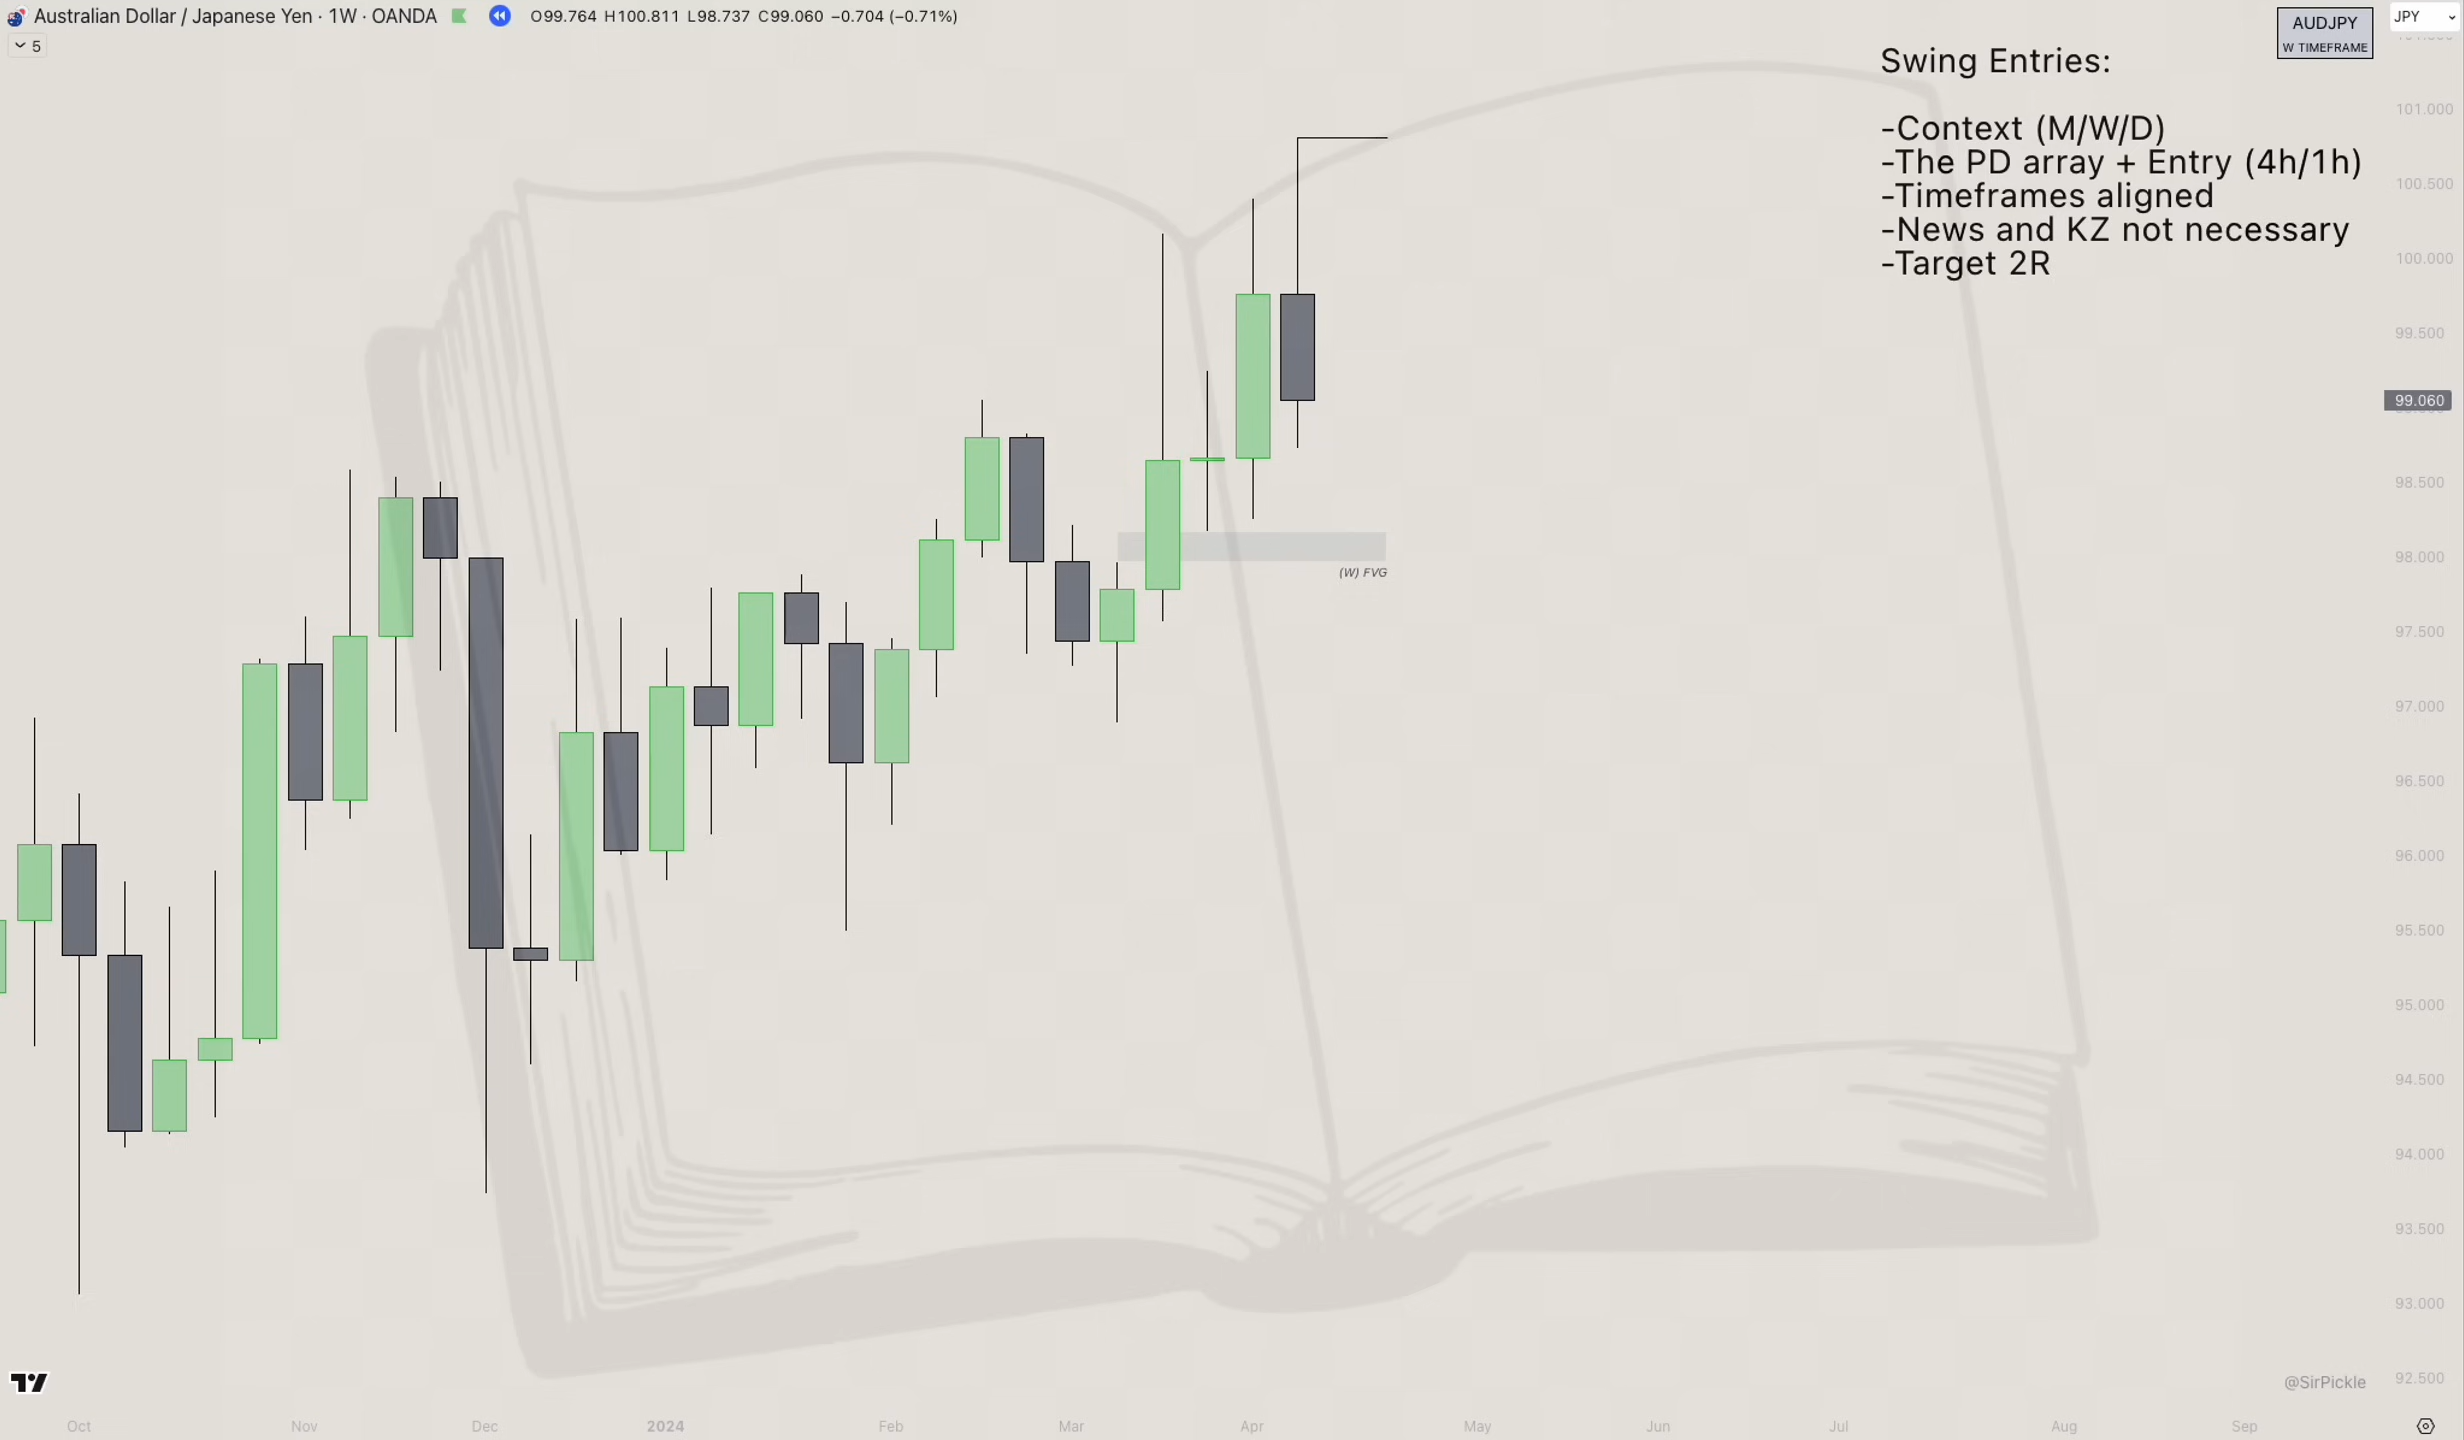 Australian Dollar / Japanese Yen · 1W · OANDA O99.764 H100.811 L98.737 C99.060 −0.704 (−0.71%)
5
AUDJPY
W TIMEFRAME
JPY
Swing Entries:
-Context (M/W/D)
-The PD array + Entry (4h/1h)
-Timeframes aligned
-News and KZ not necessary
-Target 2R
101.000
100.500
100.000
99.500
99.060
98.500
98.000
97.500
97.000
96.500
96.000
95.500
95.000
94.500
94.000
93.500
93.000
92.500
(W) FVG
@SirPickle
Oct Nov Dec 2024 Feb Mar Apr May Jun Jul Aug Sep